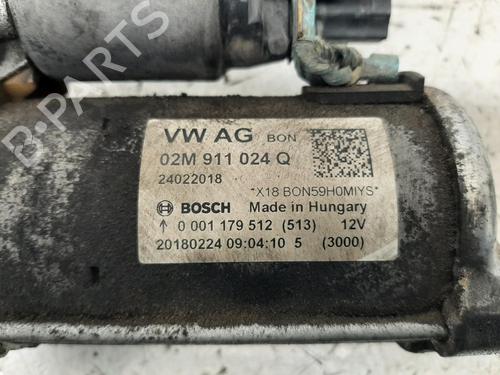 B-PARTS
VW AG BON
02M 911 024 Q
24022018
*X18 BON59H0MIYS*
BOSCH Made in Hungary
↑ 0 001 179 512 (513) 12V
20180224 09:04:10 5 (3000)